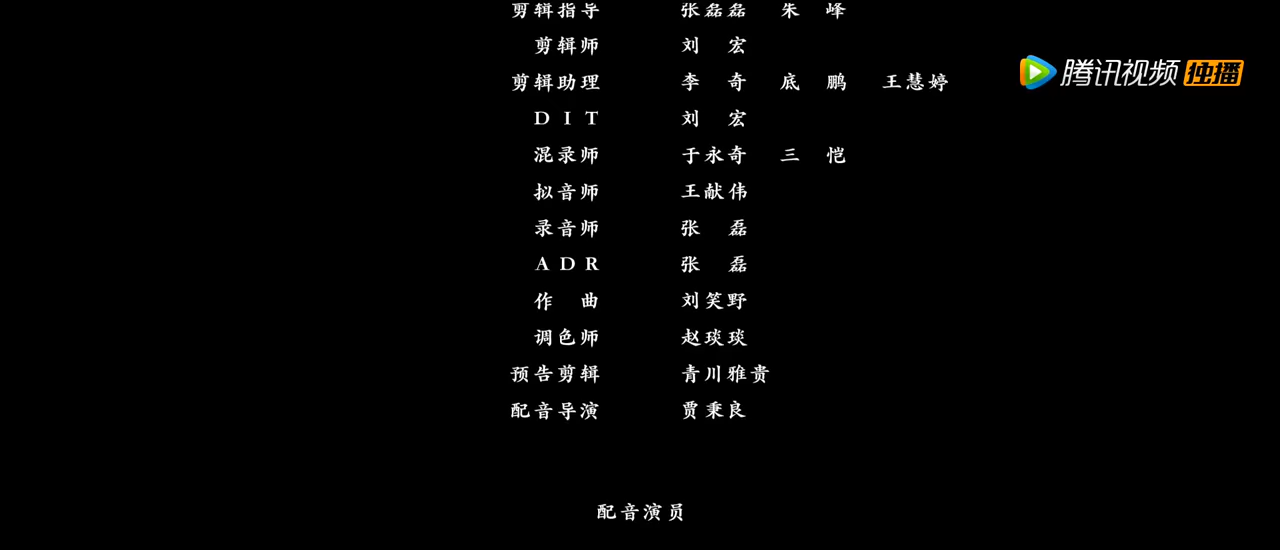 剪辑指导 张磊磊 朱峰
剪辑师 刘宏
剪辑助理 李奇 底鹏 王慧婷
腾讯视频 独播
DIT 刘宏
混录师 于永奇 三恺
拟音师 王献伟
录音师 张磊
ADR 张磊
作曲 刘笑野
调色师 赵琰琰
预告剪辑 青川雅贵
配音导演 贾秉良
配音演员